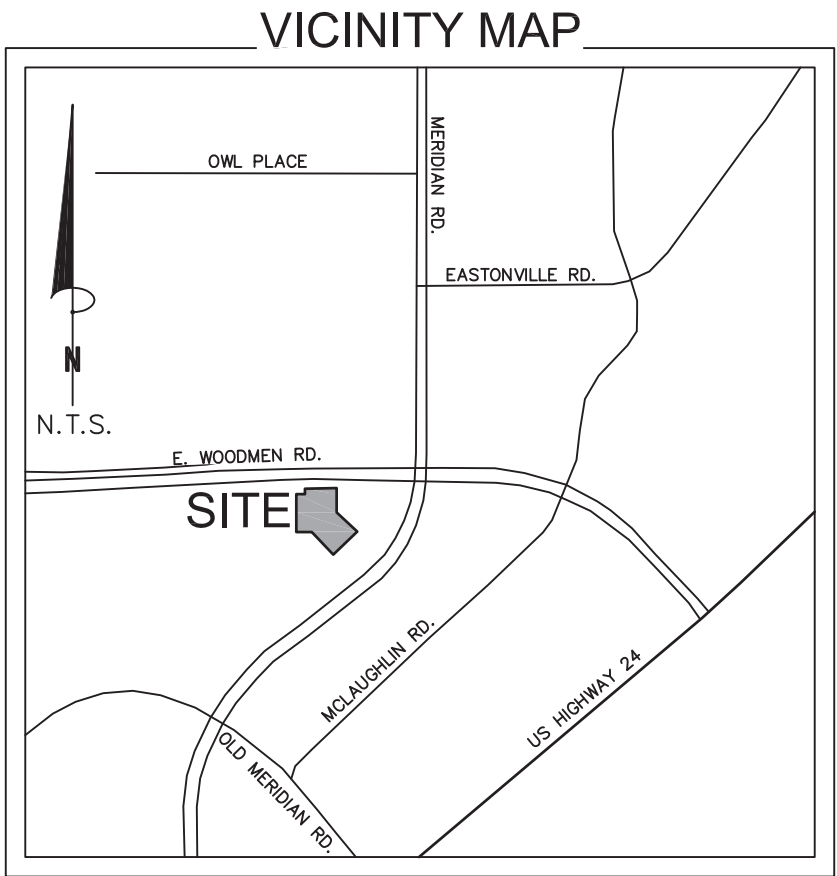 VICINITY MAP
OWL PLACE
MERIDIAN RD.
EASTONVILLE RD.
N
N.T.S.
E. WOODMEN RD.
SITE
MCLAUGHLIN RD.
US HIGHWAY 24
OLD MERIDIAN RD.